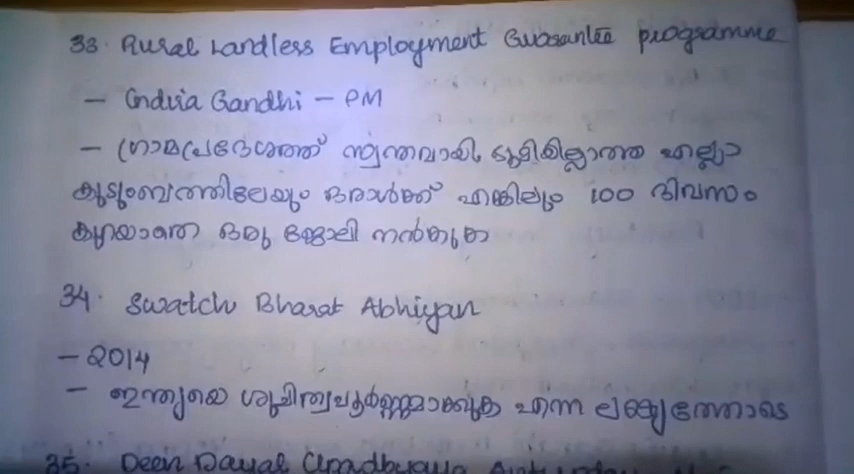 33. Rural Landless Employment Guarantee programme
- Indira Gandhi - PM
- ഗ്രാമപ്രദേശത്ത് സ്വന്തമായി ഭൂമിയില്ലാത്ത എല്ലാ
കുടുംബത്തിലേയും ഒരാൾക്ക് എങ്കിലും 100 ദിവസം
കുറയാതെ ഒരു ജോലി നൽകുക
34. Swatch Bharat Abhiyan
- 2014
- ഇന്ത്യയെ ശുചിത്വപൂർണ്ണമാക്കുക എന്ന ലക്ഷ്യത്തോടെ
35. Deen Dayal Upadhyaya